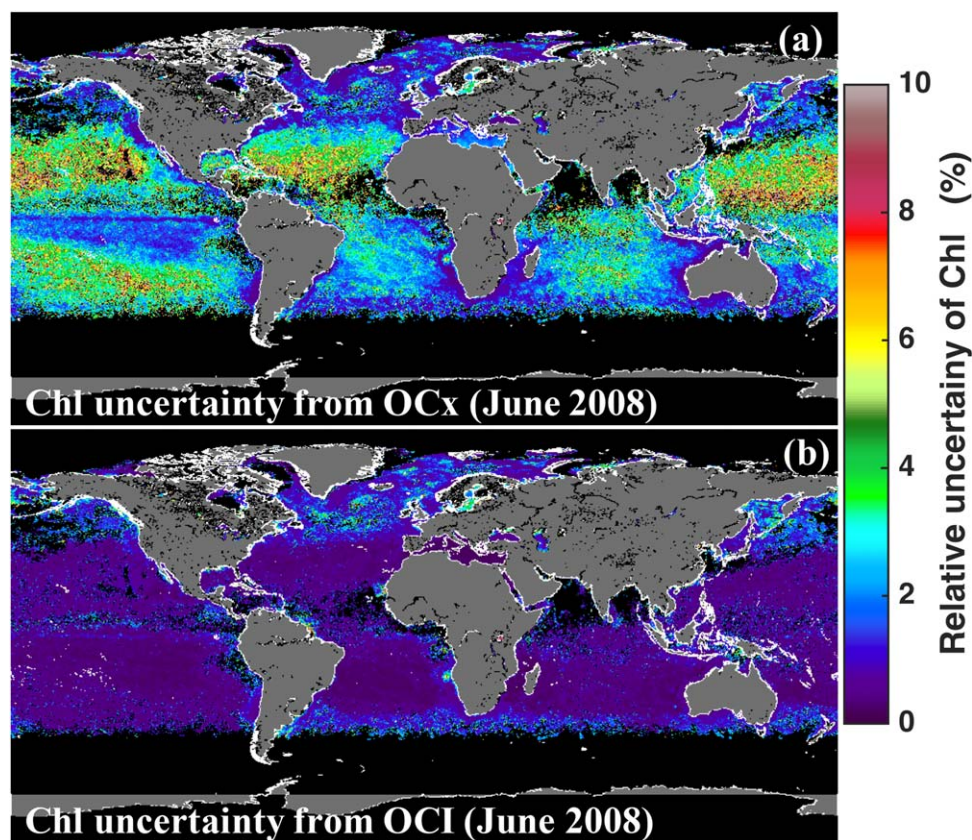 (a)
Chl uncertainty from OCx (June 2008)
(b)
Chl uncertainty from OCI (June 2008)
10
8
6
4
2
0
Relative uncertainty of Chl (%)